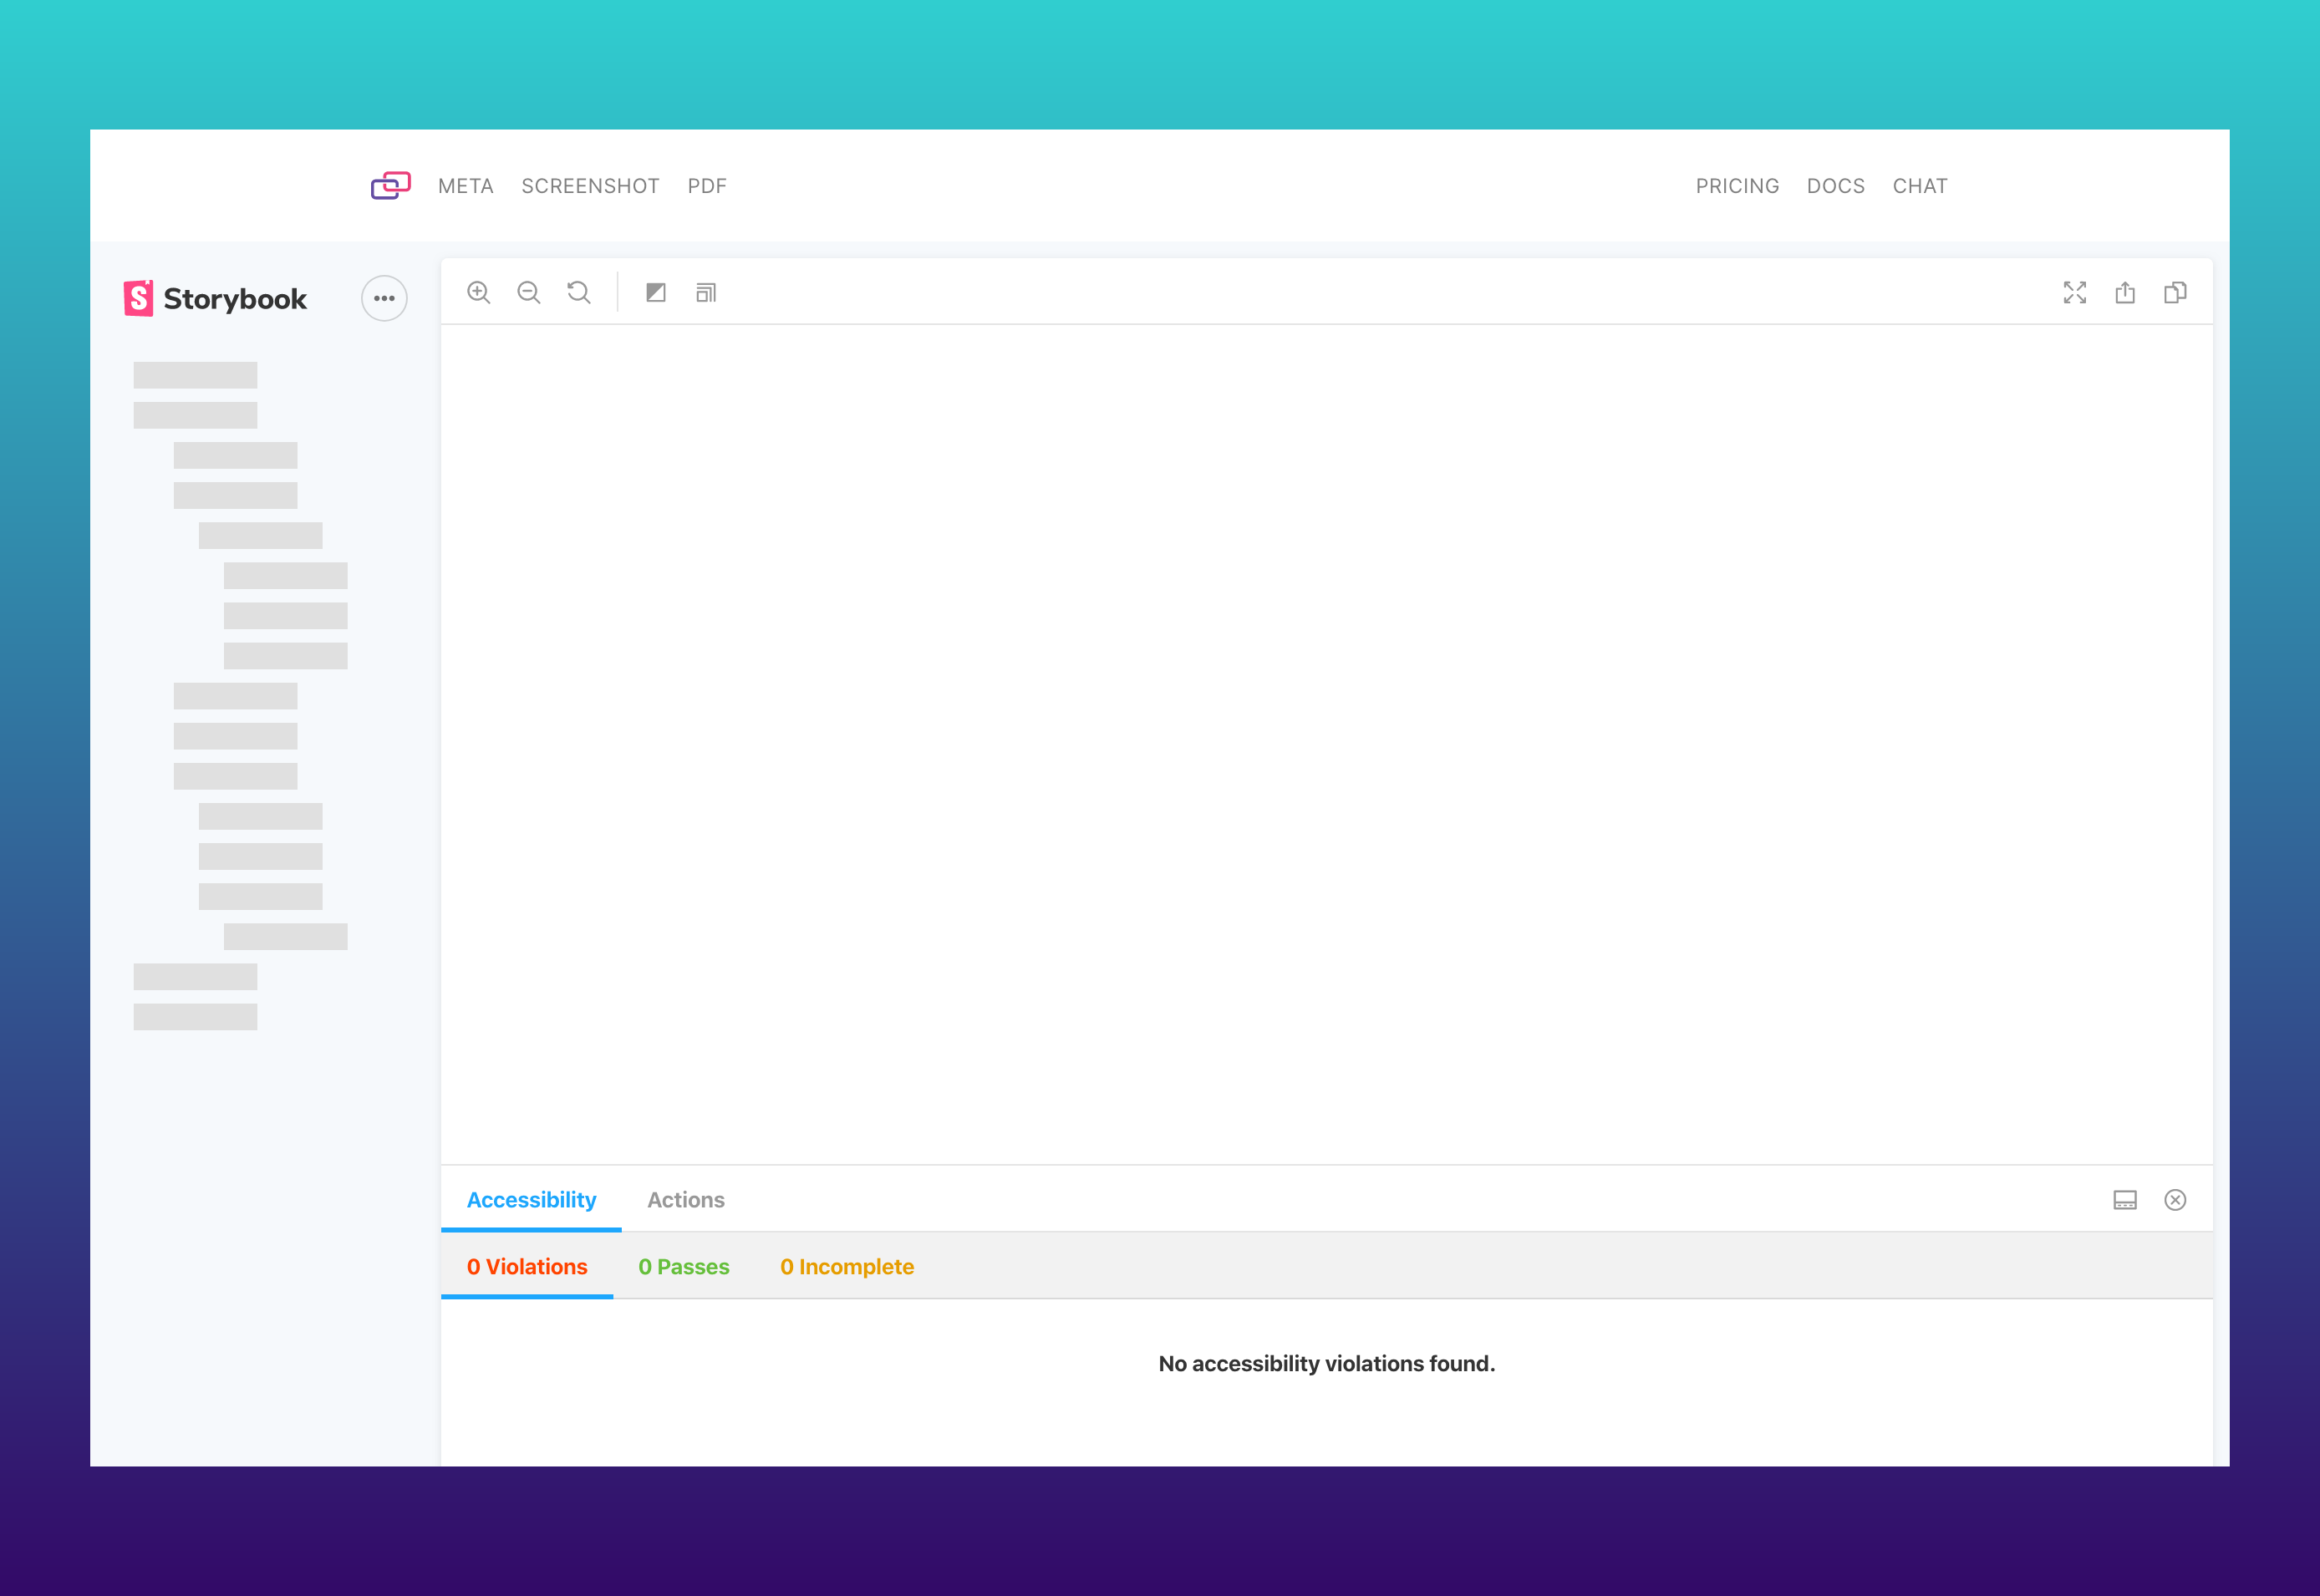 META SCREENSHOT PDF PRICING DOCS CHAT
S Storybook
Accessibility Actions
0 Violations 0 Passes 0 Incomplete
No accessibility violations found.